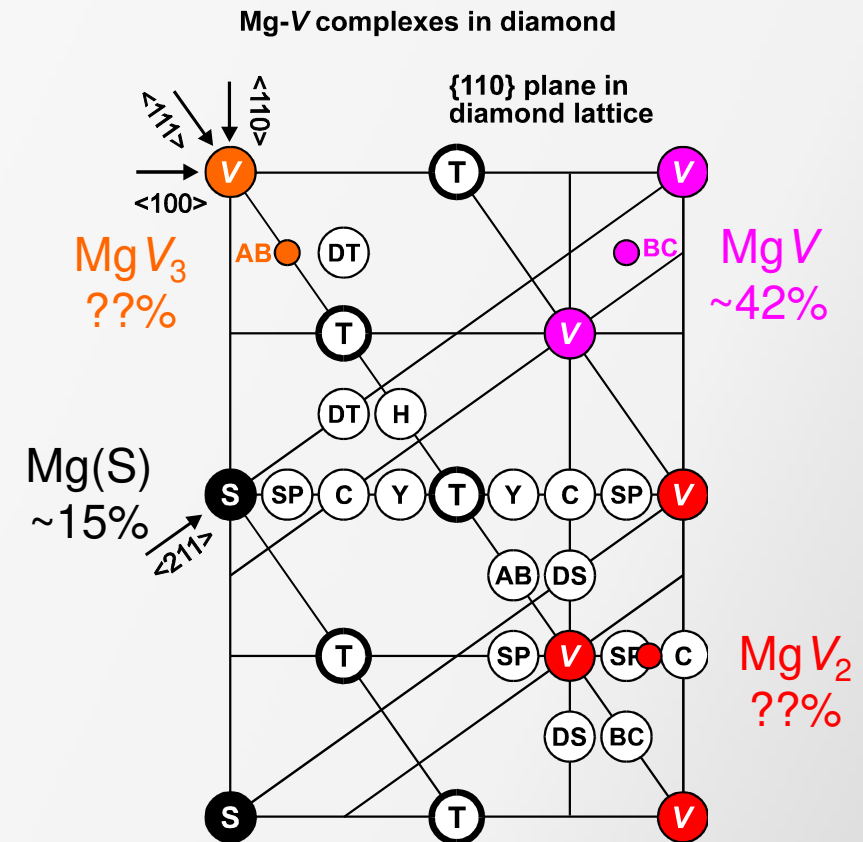 Mg-V complexes in diamond
<111>
<110>
{110} plane in
diamond lattice
<100>
V
T
V
AB
DT
BC
MgV3
??%
MgV
~42%
T
V
DT
H
Mg(S)
~15%
S
SP
C
Y
T
Y
C
SP
V
<211>
AB
DS
T
SP
V
SP
C
MgV2
??%
DS
BC
S
T
V